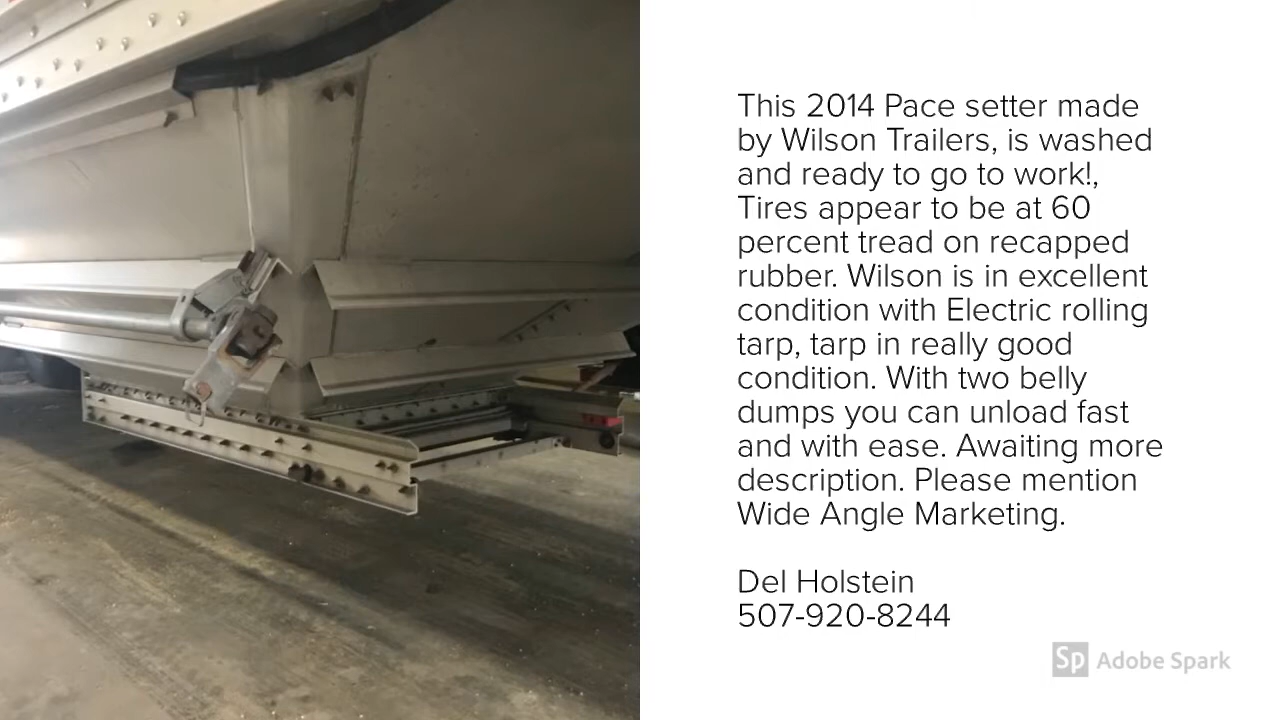 This 2014 Pace setter made
by Wilson Trailers, is washed
and ready to go to work!,
Tires appear to be at 60
percent tread on recapped
rubber. Wilson is in excellent
condition with Electric rolling
tarp, tarp in really good
condition. With two belly
dumps you can unload fast
and with ease. Awaiting more
description. Please mention
Wide Angle Marketing.
Del Holstein
507-920-8244
Sp Adobe Spark